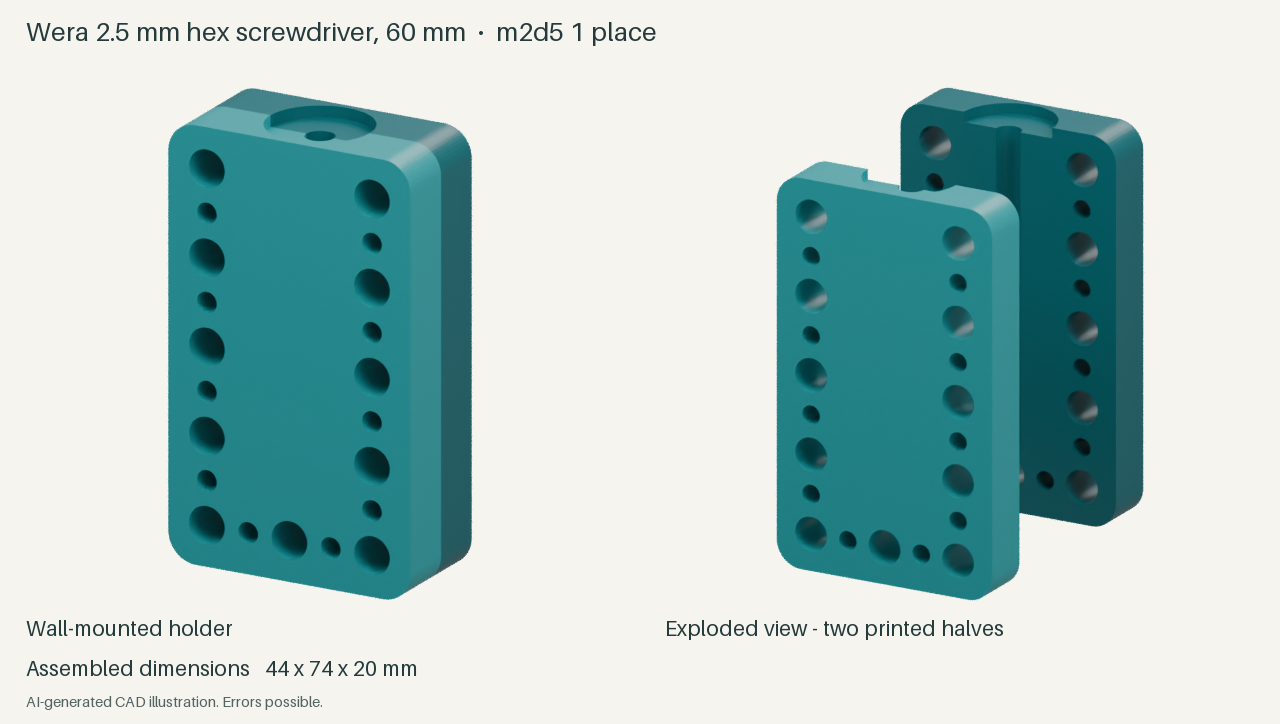 Wera 2.5 mm hex screwdriver, 60 mm · m2d5 1 place
Wall-mounted holder
Exploded view - two printed halves
Assembled dimensions 44 x 74 x 20 mm
AI-generated CAD illustration. Errors possible.